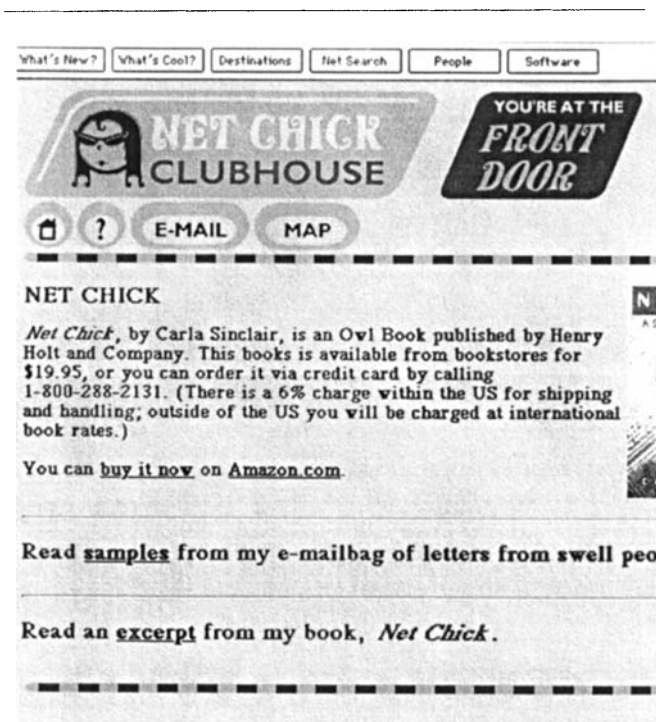 What's New? What's Cool? Destinations Net Search People Software
NET CHICK
CLUBHOUSE
YOU'RE AT THE
FRONT
DOOR
? E-MAIL MAP
NET CHICK
Net Chick, by Carla Sinclair, is an Owl Book published by Henry
Holt and Company. This books is available from bookstores for
$19.95, or you can order it via credit card by calling
1-800-288-2131. (There is a 6% charge within the US for shipping
and handling; outside of the US you will be charged at international
book rates.)
You can buy it now on Amazon.com.
Read samples from my e-mailbag of letters from swell peo
Read an excerpt from my book, Net Chick.